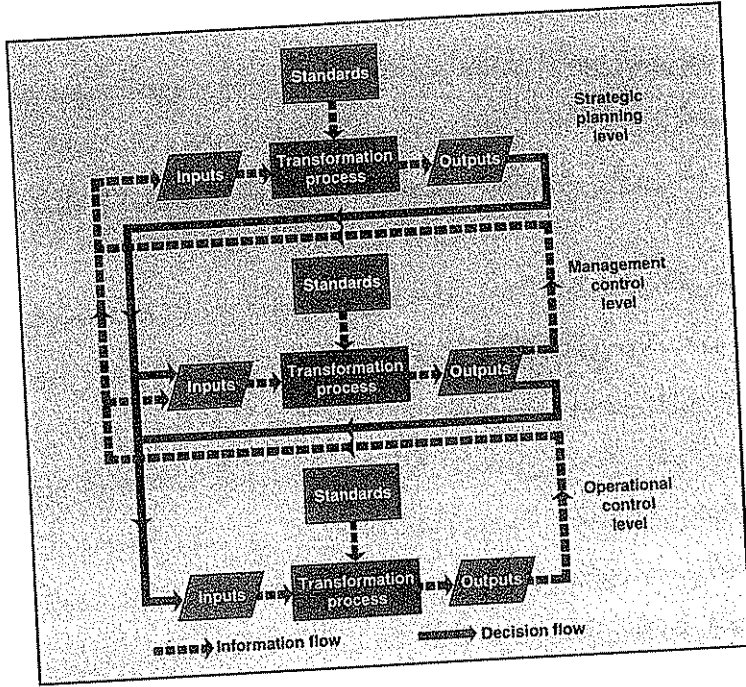 Standards
Strategic
planning
level
Inputs
Transformation
process
Outputs
Standards
Management
control
level
Inputs
Transformation
process
Outputs
Standards
Operational
control
level
Inputs
Transformation
process
Outputs
Information flow
Decision flow